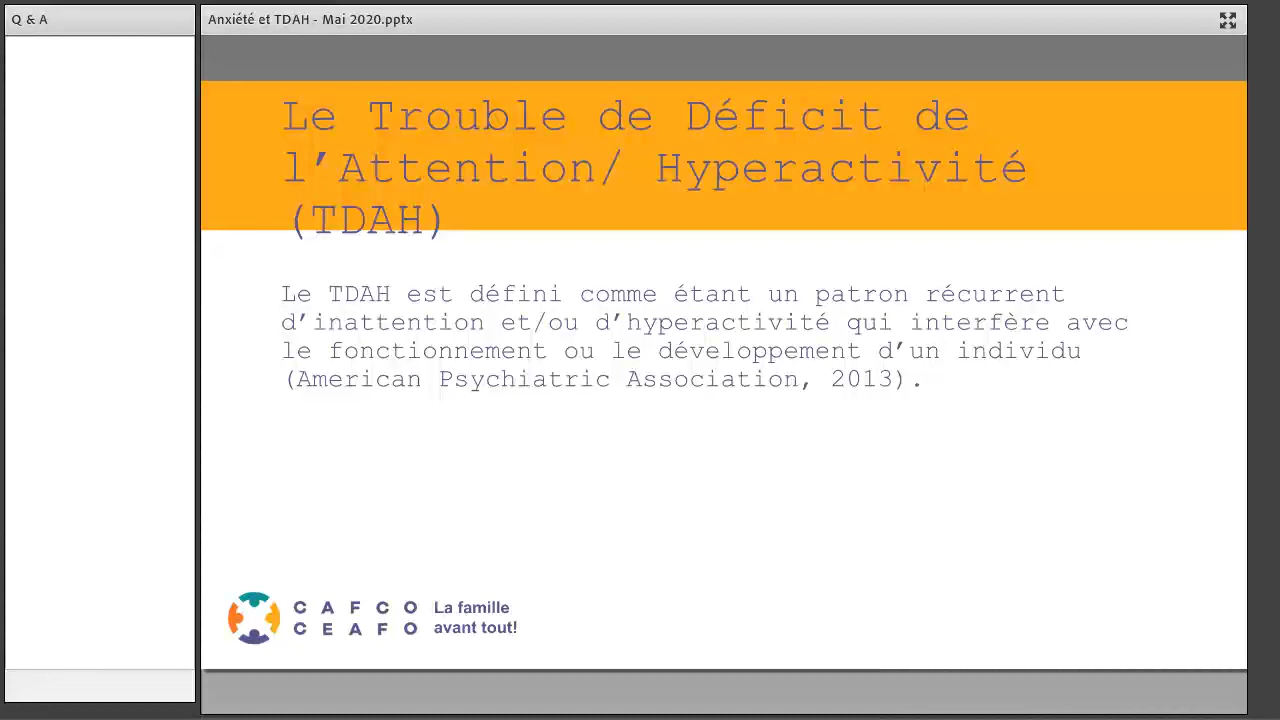 Q & A
Anxiété et TDAH - Mai 2020.pptx
Le Trouble de Déficit de
l’Attention/ Hyperactivité
(TDAH)
Le TDAH est défini comme étant un patron récurrent
d’inattention et/ou d’hyperactivité qui interfère avec
le fonctionnement ou le développement d’un individu
(American Psychiatric Association, 2013).
CAFCO La famille
CEAFO avant tout!